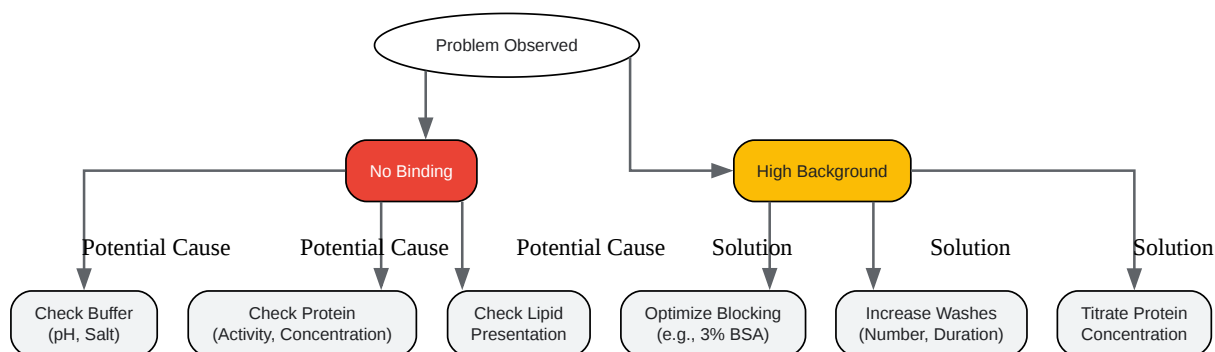 Problem Observed
No Binding
High Background
Potential Cause
Potential Cause
Potential Cause
Solution
Solution
Solution
Check Buffer
(pH, Salt)
Check Protein
(Activity, Concentration)
Check Lipid
Presentation
Optimize Blocking
(e.g., 3% BSA)
Increase Washes
(Number, Duration)
Titrate Protein
Concentration